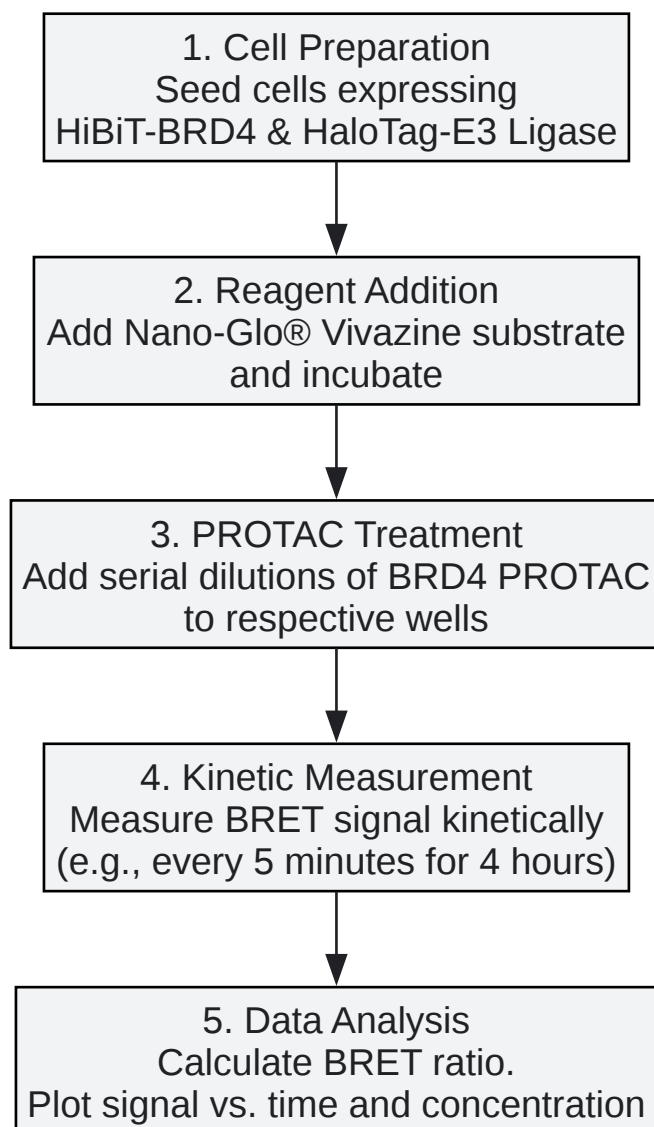 1. Cell Preparation
Seed cells expressing
HiBiT-BRD4 & HaloTag-E3 Ligase
2. Reagent Addition
Add Nano-Glo® Vivazine substrate
and incubate
3. PROTAC Treatment
Add serial dilutions of BRD4 PROTAC
to respective wells
4. Kinetic Measurement
Measure BRET signal kinetically
(e.g., every 5 minutes for 4 hours)
5. Data Analysis
Calculate BRET ratio.
Plot signal vs. time and concentration